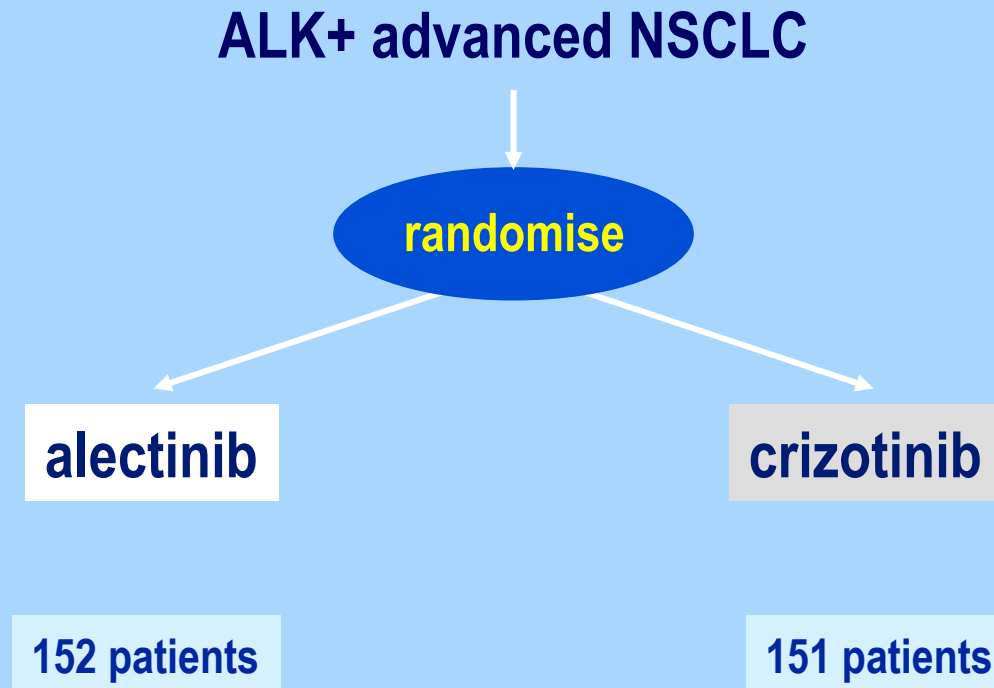 ALK+ advanced NSCLC
randomise
alectinib
crizotinib
152 patients
151 patients